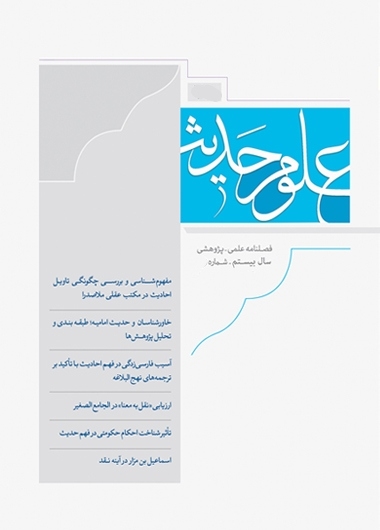 علوم حدیث
فصلنامه علمی - پژوهشی
سال بیستم - شماره
مفهوم‌شناسی و بررسی چگونگی تاویل
احادیث در مکتب عقلی ملاصدرا
خاورشناسان و حدیث امامیه؛ طبقه بندی و
تحلیل پژوهش‌ها
آسیب فارسی‌زدگی در فهم احادیث با تأکید بر
ترجمه‌های نهج البلاغه
ارزیابی «نقل به معنا» در الجامع الصغیر
تأثیر شناخت احکام حکومتی در فهم حدیث
اسماعیل بن مرّار در آینه نقد